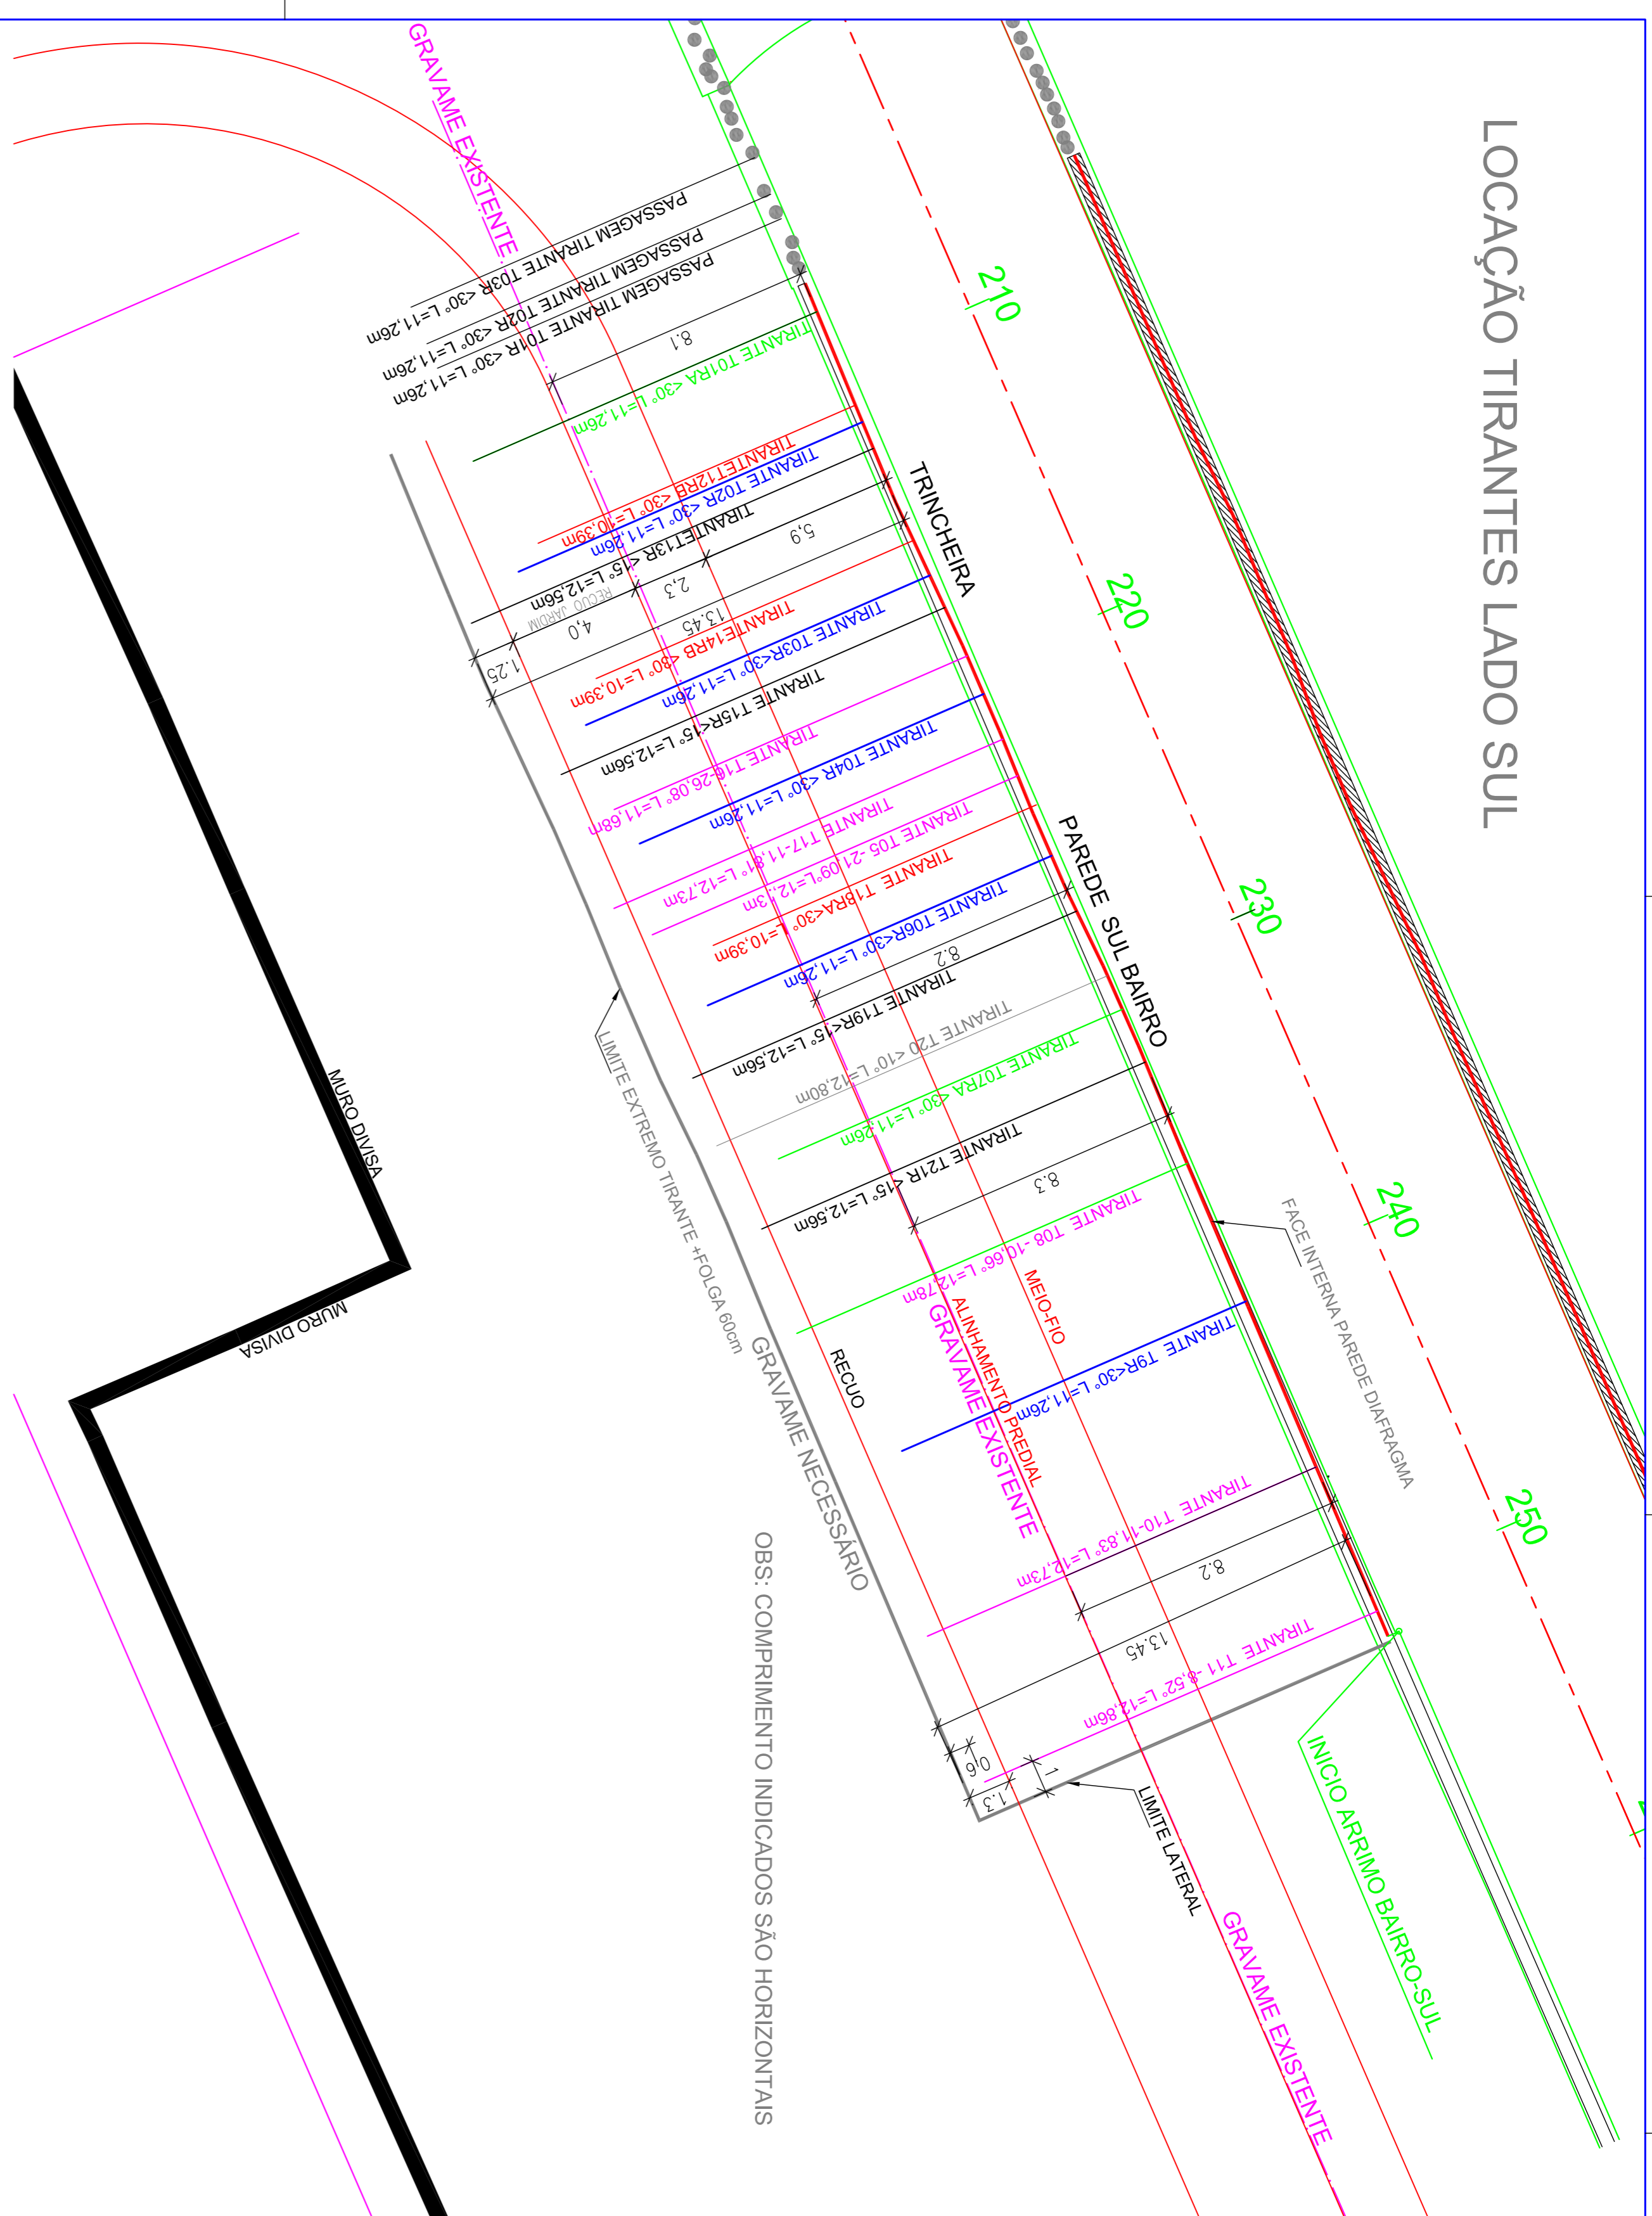 LOCAÇÃO TIRANTES LADO SUL
GRAVAME EXISTENTE
PASSAGEM TIRANTE T03R <30° L=11,26m
PASSAGEM TIRANTE T02R <30° L=11,26m
PASSAGEM TIRANTE T01R <30° L=11,26m
8.1
TIRANTE T01RA <30° L=11,26m
210
TIRANTET12RB <30° L=10,39m
TIRANTE T02R <30° L=11,26m
TIRANTET13R <15° L=12,56m
TRINCHEIRA
5,9
2,3
RECUO JARDIM
4,0
1.25
13.45
220
TIRANTE14RB <30° L=10,39m
TIRANTE T03R<30° L=11,26m
TIRANTE T15R<15° L=12,56m
TIRANTE T16-26,08° L=11,68m
TIRANTE T04R <30° L=11,26m
TIRANTE T17-11,81° L=12,73m
TIRANTE T05 -21,09°L=12, 3m
TIRANTE T18RA<30° L=10,39m
PAREDE SUL BAIRRO
230
TIRANTE T06R<30° L=11,26m
8.2
TIRANTE T19R<15° L=12,56m
TIRANTE T20 <10° L=12,80m
TIRANTE T07RA <30° L=11,26m
TIRANTE T21R <15° L=12,56m
8.3
LIMITE EXTREMO TIRANTE +FOLGA 60cm
MURO DIVISA
MURO DIVISA
240
TIRANTE T08 -10,66° L=12,78m
FACE INTERNA PAREDE DIAFRAGMA
MEIO-FIO
ALINHAMENTO PREDIAL
GRAVAME EXISTENTE
RECUO
GRAVAME NECESSÁRIO
TIRANTE T9R<30° L=11,26m
250
TIRANTE T10-11,83° L=12,73m
8.2
13.45
TIRANTE T11 -8,52° L=12,86m
0,6
1.3
1
LIMITE LATERAL
INICIO ARRIMO BAIRRO-SUL
GRAVAME EXISTENTE
OBS: COMPRIMENTO INDICADOS SÃO HORIZONTAIS